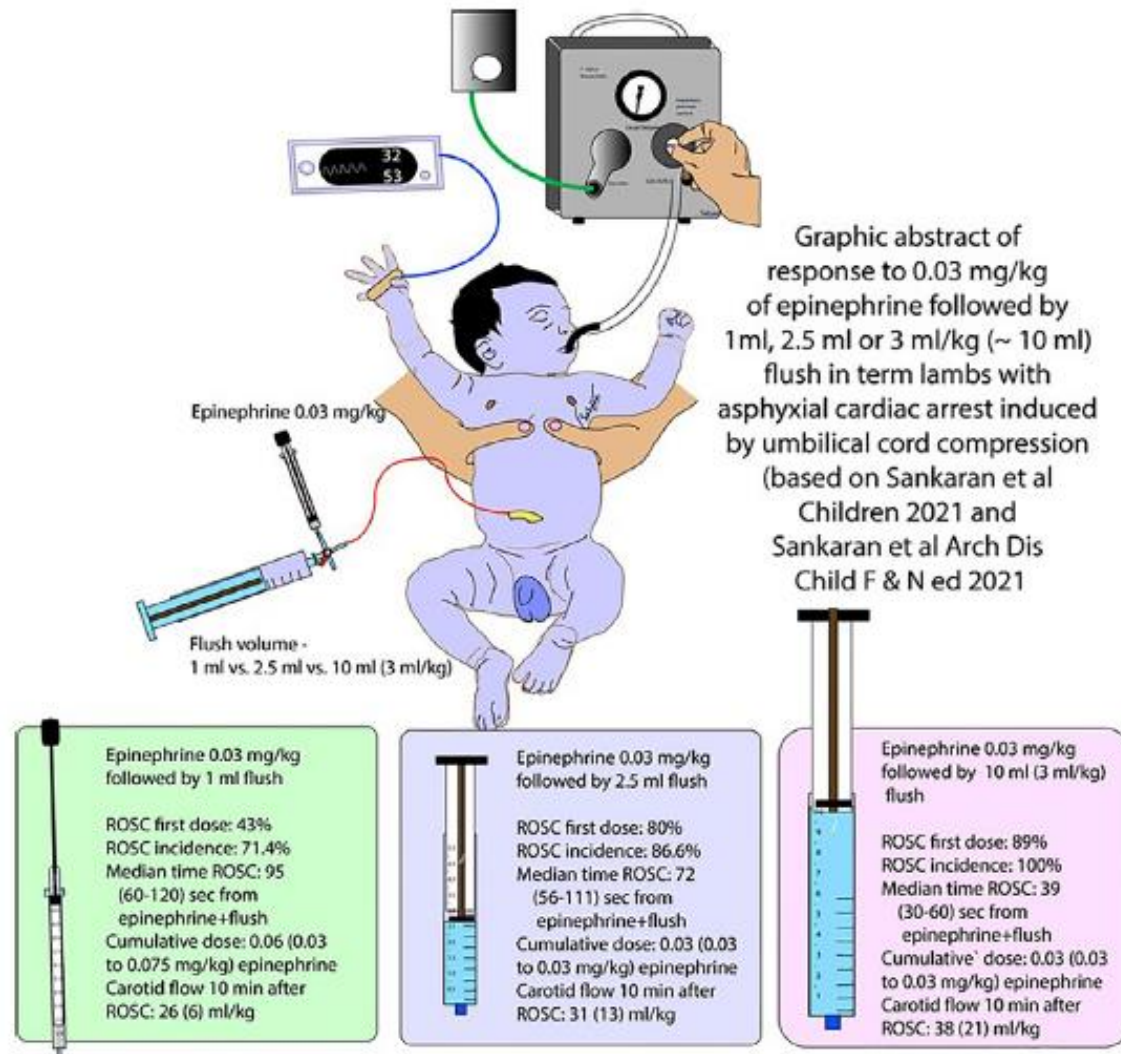 32
53
Graphic abstract of
response to 0.03 mg/kg
of epinephrine followed by
1ml, 2.5 ml or 3 ml/kg (~ 10 ml)
flush in term lambs with
asphyxial cardiac arrest induced
by umbilical cord compression
(based on Sankaran et al
Children 2021 and
Sankaran et al Arch Dis
Child F & N ed 2021
Epinephrine 0.03 mg/kg
Flush volume -
1 ml vs. 2.5 ml vs. 10 ml (3 ml/kg)
Epinephrine 0.03 mg/kg
followed by 1 ml flush
ROSC first dose: 43%
ROSC incidence: 71.4%
Median time ROSC: 95
(60-120) sec from
epinephrine+flush
Cumulative dose: 0.06 (0.03
to 0.075 mg/kg) epinephrine
Carotid flow 10 min after
ROSC: 26 (6) ml/kg
Epinephrine 0.03 mg/kg
followed by 2.5 ml flush
ROSC first dose: 80%
ROSC incidence: 86.6%
Median time ROSC: 72
(56-111) sec from
epinephrine+flush
Cumulative dose: 0.03 (0.03
to 0.03 mg/kg) epinephrine
Carotid flow 10 min after
ROSC: 31 (13) ml/kg
Epinephrine 0.03 mg/kg
followed by 10 ml (3 ml/kg)
flush
ROSC first dose: 89%
ROSC incidence: 100%
Median time ROSC: 39
(30-60) sec from
epinephrine+flush
Cumulative` dose: 0.03 (0.03
to 0.03 mg/kg) epinephrine
Carotid flow 10 min after
ROSC: 38 (21) ml/kg